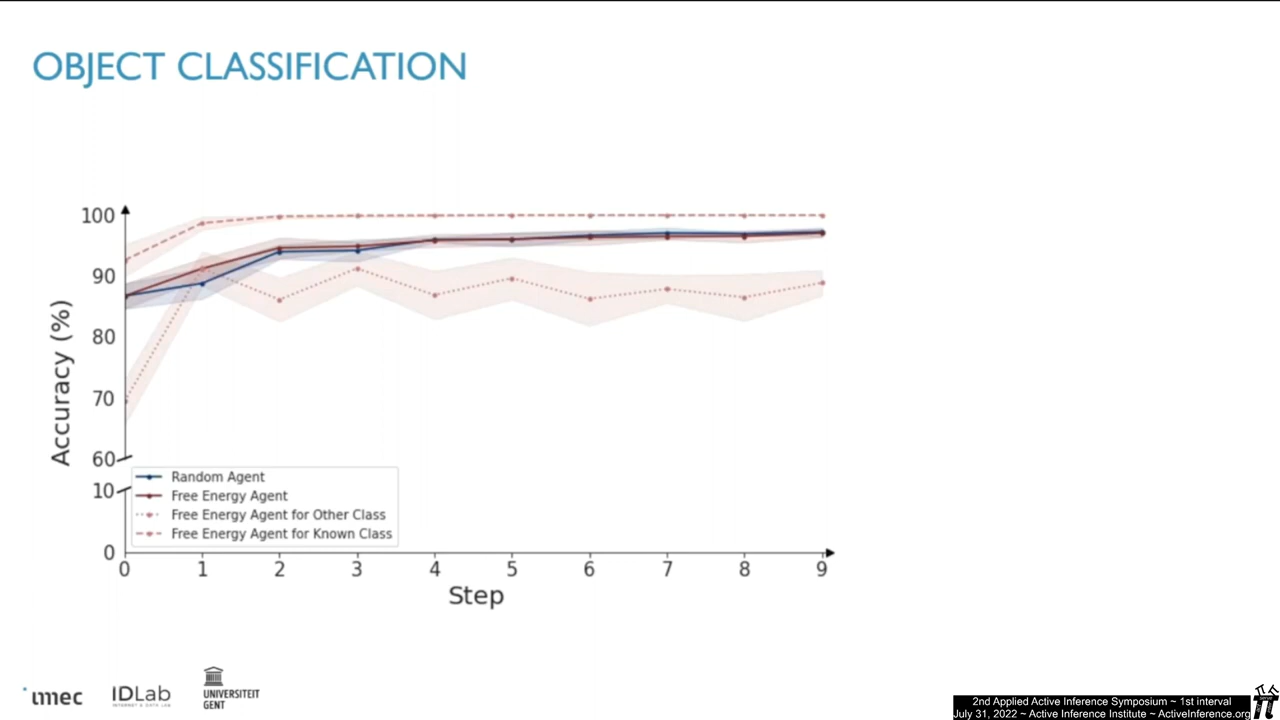 OBJECT CLASSIFICATION
100
90
80
70
60
10
0
Accuracy (%)
Random Agent
Free Energy Agent
Free Energy Agent for Other Class
Free Energy Agent for Known Class
0 1 2 3 4 5 6 7 8 9
Step
imec
IDLab
INTERNET & DATA LAB
UNIVERSITEIT
GENT
2nd Applied Active Inference Symposium ~ 1st interval
July 31, 2022 ~ Active Inference Institute ~ ActiveInference.org